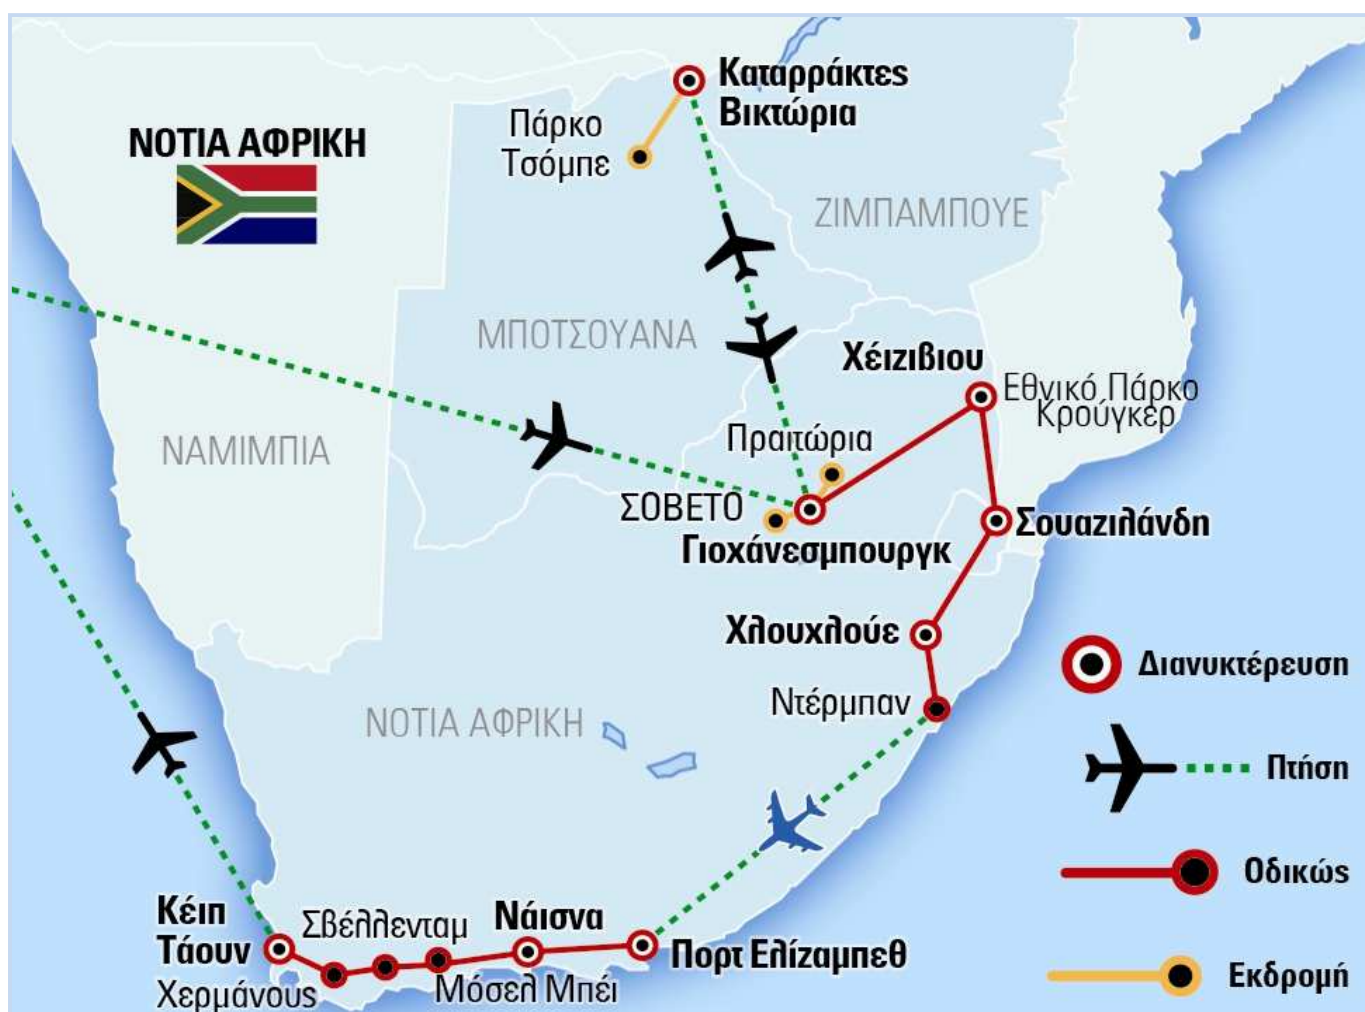 Καταρράκτες
Βικτώρια
Πάρκο
Τσόμπε
ΝΟΤΙΑ ΑΦΡΙΚΗ
ΖΙΜΠΑΜΠΟΥΕ
ΜΠΟΤΣΟΥΑΝΑ
Χέιζιβιου
Εθνικό Πάρκο
Κρούγκερ
ΝΑΜΙΜΠΙΑ
Πραιτώρια
ΣΟΒΕΤΟ
Γιοχάνεσμπουργκ
Σουαζιλάνδη
Χλουχλούε
Διανυκτέρευση
Ντέρμπαν
ΝΟΤΙΑ ΑΦΡΙΚΗ
Πτήση
Οδικώς
Κέιπ
Τάουν
Σβέλλενταμ
Νάισνα
Πορτ Ελίζαμπεθ
Χερμάνους
Μόσελ Μπέι
Εκδρομή